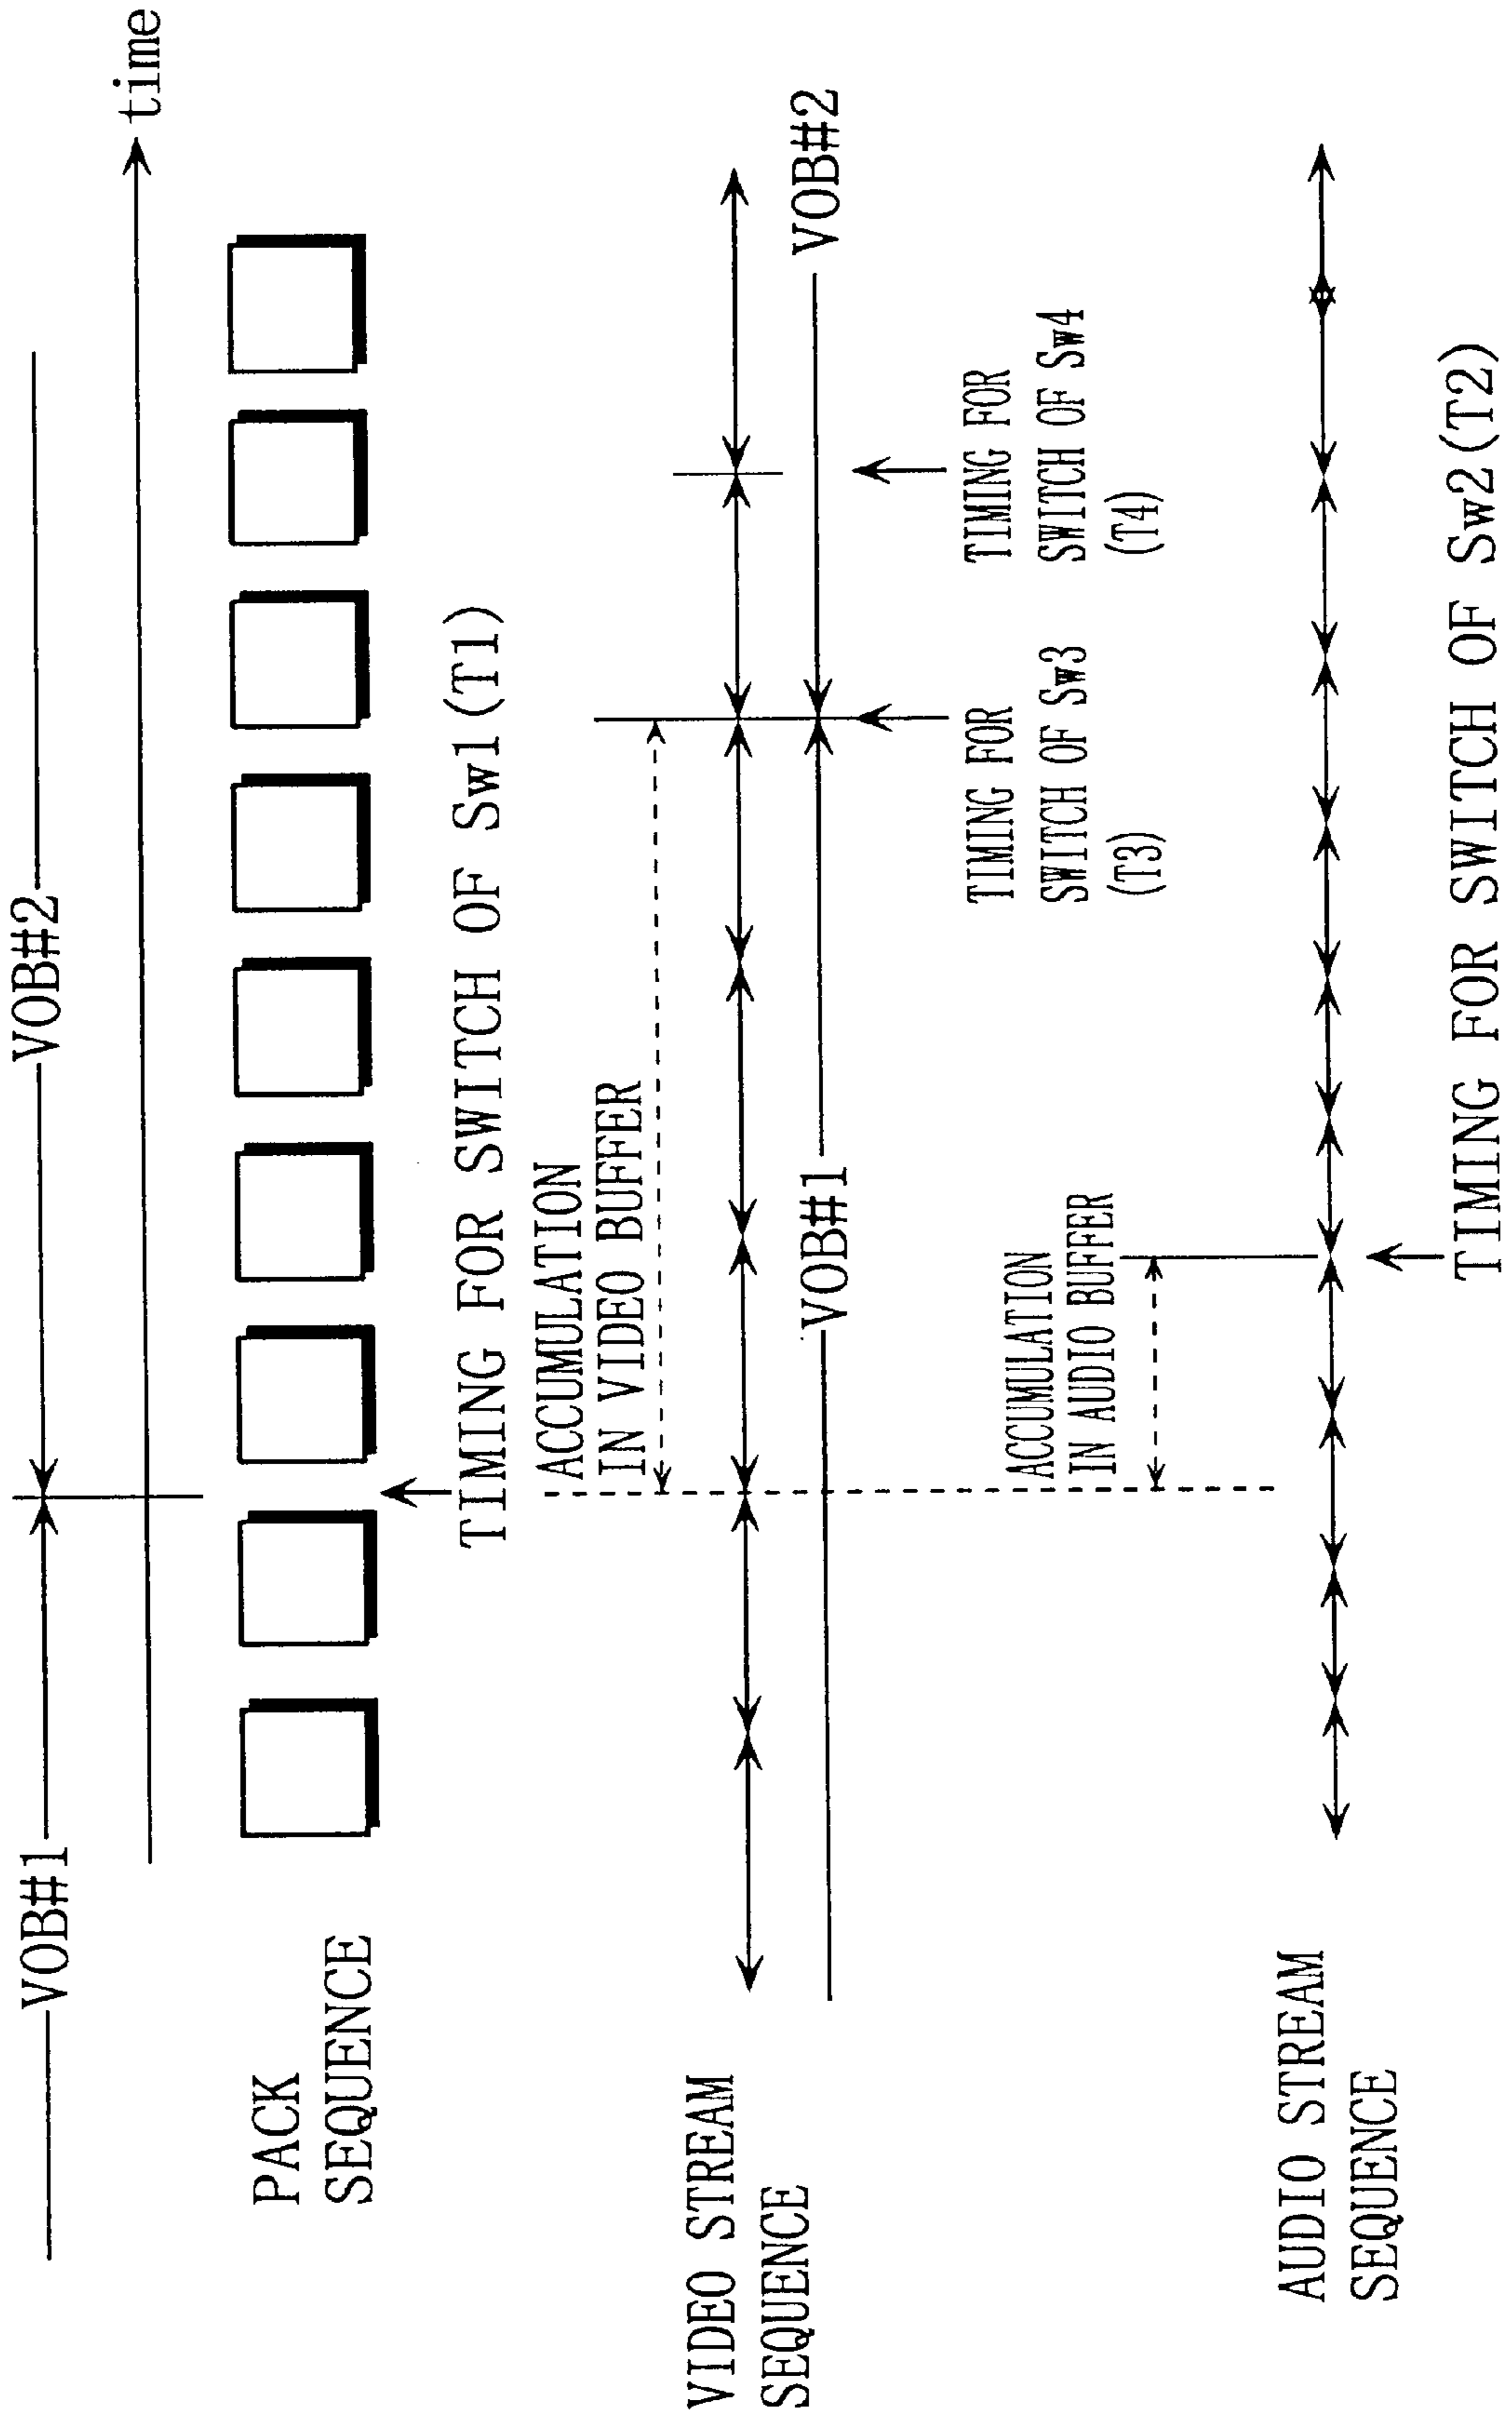 VOB#1
VOB#2
time
PACK
SEQUENCE
TIMING FOR SWITCH OF Sw1(T1)
ACCUMULATION
IN VIDEO BUFFER
VIDEO STREAM
SEQUENCE
VOB#1
VOB#2
TIMING FOR
SWITCH OF Sw3
(T3)
TIMING FOR
SWITCH OF Sw4
(T4)
ACCUMULATION
IN AUDIO BUFFER
AUDIO STREAM
SEQUENCE
TIMING FOR SWITCH OF Sw2(T2)